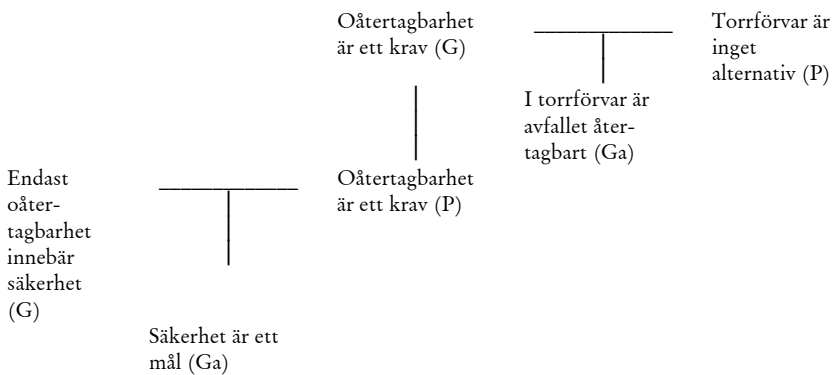 Oåtertagbarhet
är ett krav (G)
Torrförvar är
inget
alternativ (P)
I torrförvar är
avfallet åter-
tagbart (Ga)
Endast
oåter-
tagbarhet
innebär
säkerhet
(G)
Oåtertagbarhet
är ett krav (P)
Säkerhet är ett
mål (Ga)